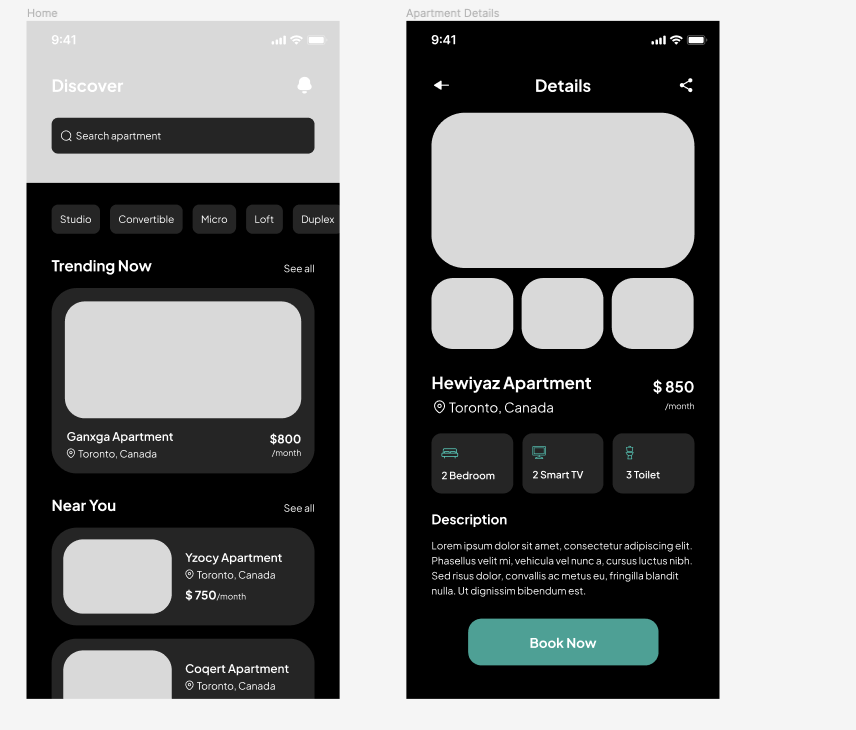 Home
9:41
Discover
Search apartment
Studio
Convertible
Micro
Loft
Duplex
Trending Now
See all
Ganxga Apartment
$800
Toronto, Canada
/month
Near You
See all
Yzocy Apartment
Toronto, Canada
$ 750/month
Coqert Apartment
Toronto, Canada
Apartment Details
9:41
Details
Hewiyaz Apartment
$ 850
Toronto, Canada
/month
2 Bedroom
2 Smart TV
3 Toilet
Description
Lorem ipsum dolor sit amet, consectetur adipiscing elit.
Phasellus velit mi, vehicula vel nunc a, cursus luctus nibh.
Sed risus dolor, convallis ac metus eu, fringilla blandit
nulla. Ut dignissim bibendum est.
Book Now